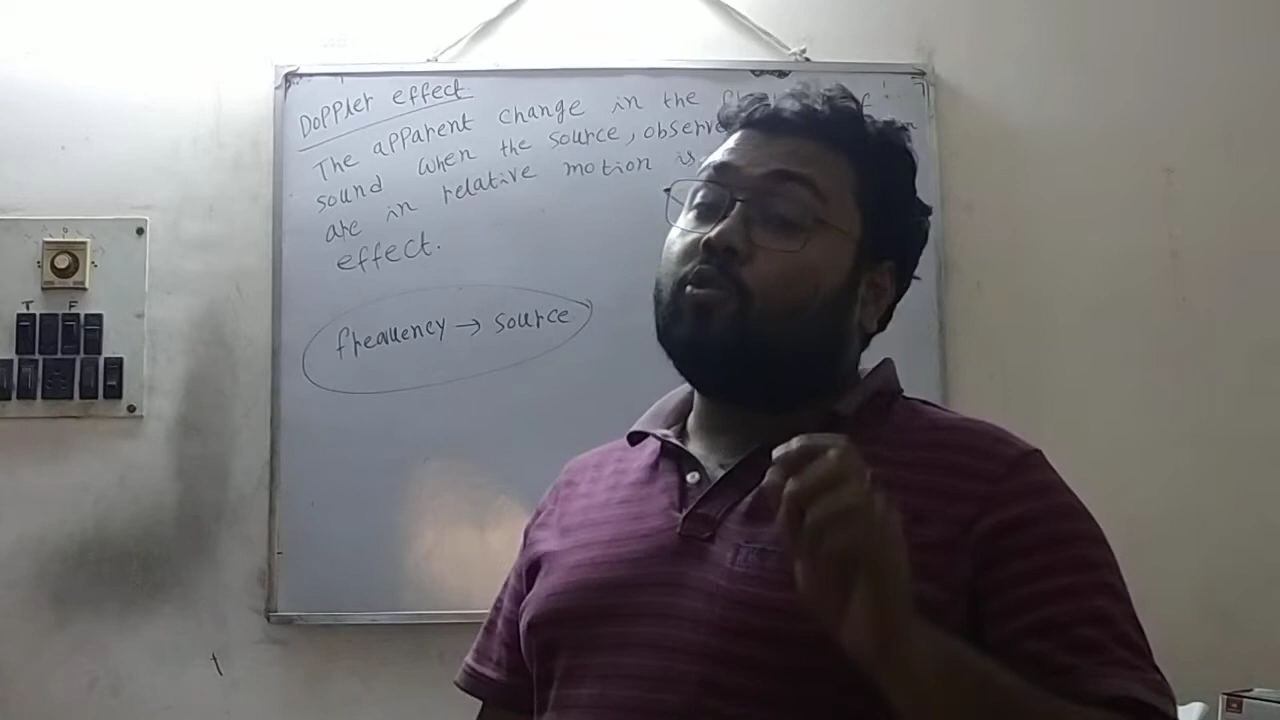 Doppler effect
The apparent change in the
sound when the source, observe
are in relative motion is
effect.
frequency → source
T F